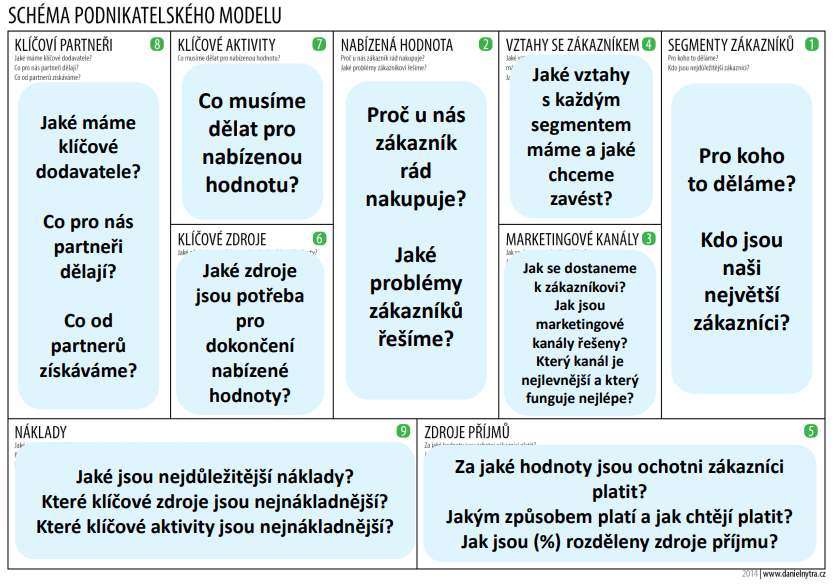 SCHÉMA PODNIKATELSKÉHO MODELU
KLÍČOVÍ PARTNEŘI 8
Jaké máme klíčové dodavatele?
Co pro nás partneři dělají?
Co od partnerů získáváme?
Jaké máme
klíčové
dodavatele?
Co pro nás
partneři
dělají?
Co od
partnerů
získáváme?
KLÍČOVÉ AKTIVITY 7
Co musíme dělat pro nabízenou hodnotu?
Co musíme
dělat pro
nabízenou
hodnotu?
KLÍČOVÉ ZDROJE 6
Jaké zdroje
jsou potřeba
pro
dokončení
nabízené
hodnoty?
NABÍZENÁ HODNOTA 2
Proč u nás zákazník rád nakupuje?
Jaké problémy zákazníkovi řešíme?
Proč u nás
zákazník
rád
nakupuje?
Jaké
problémy
zákazníků
řešíme?
VZTAHY SE ZÁKAZNÍKEM 4
Jaké vztahy
s každým
segmentem
máme a jaké
chceme
zavést?
MARKETINGOVÉ KANÁLY 3
Jak se dostaneme
k zákazníkovi?
Jak jsou
marketingové
kanály řešeny?
Který kanál je
nejlevnější a který
funguje nejlépe?
SEGMENTY ZÁKAZNÍKŮ 1
Pro koho to děláme?
Kdo jsou nejdůležitější zákazníci?
Pro koho
to děláme?
Kdo jsou
naši
největší
zákazníci?
NÁKLADY 9
Jaké jsou nejdůležitější náklady?
Které klíčové zdroje jsou nejnákladnější?
Které klíčové aktivity jsou nejnákladnější?
ZDROJE PŘÍJMŮ 5
Za jaké hodnoty jsou ochotni zákazníci
platit?
Jakým způsobem platí a jak chtějí platit?
Jak jsou (%) rozděleny zdroje příjmu?
2014 | www.danielnytra.cz